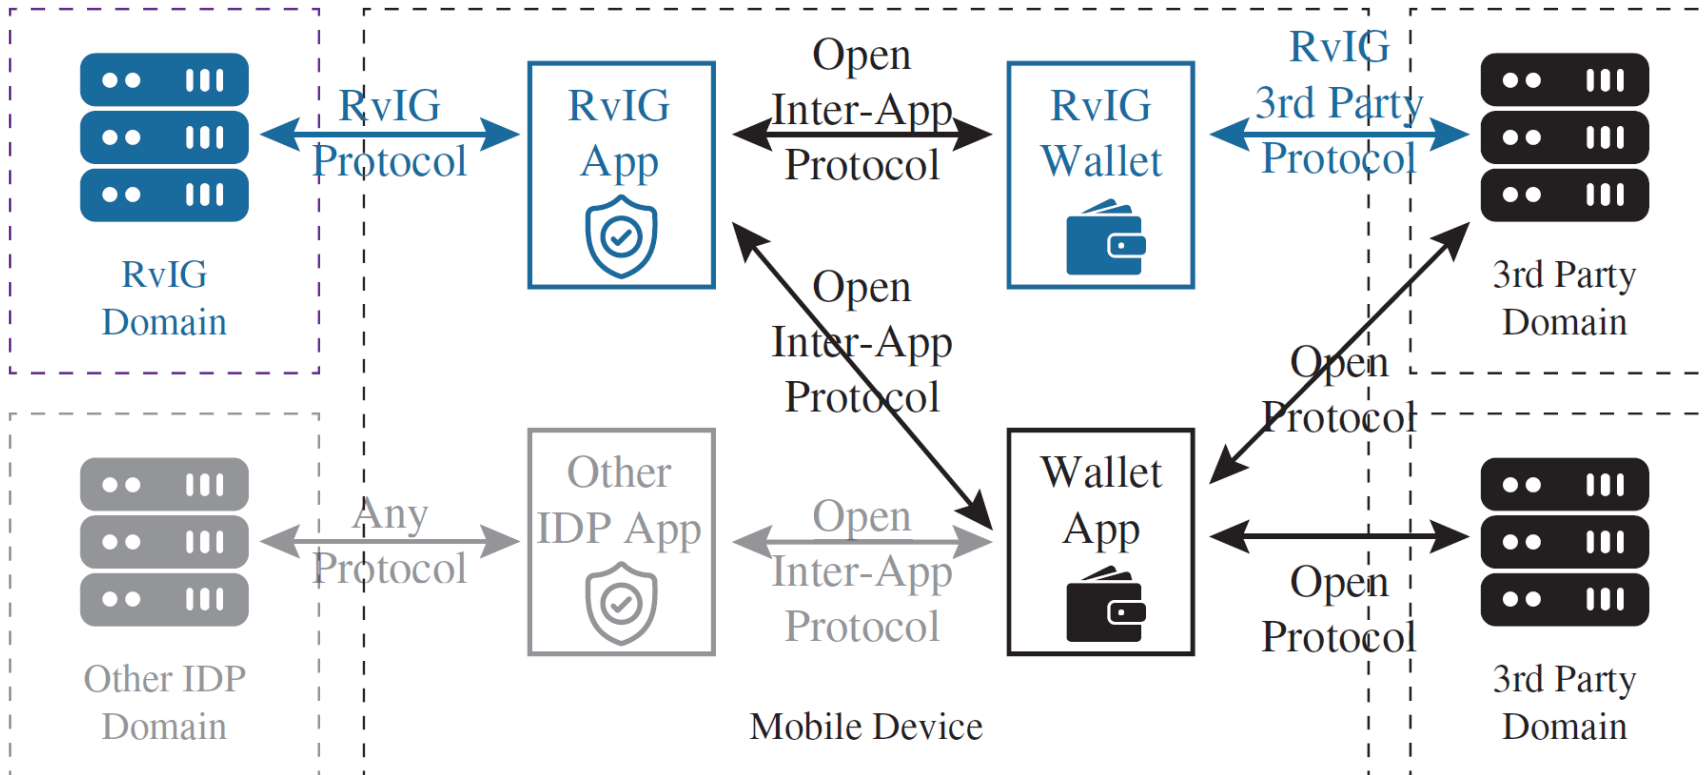 RvIG
Domain
RvIG
Protocol
RvIG
App
Open
Inter-App
Protocol
RvIG
Wallet
RvIG
3rd Party
Protocol
3rd Party
Domain
Open
Inter-App
Protocol
Open
Protocol
Other IDP
Domain
Any
Protocol
Other
IDP App
Open
Inter-App
Protocol
Wallet
App
Open
Protocol
3rd Party
Domain
Mobile Device